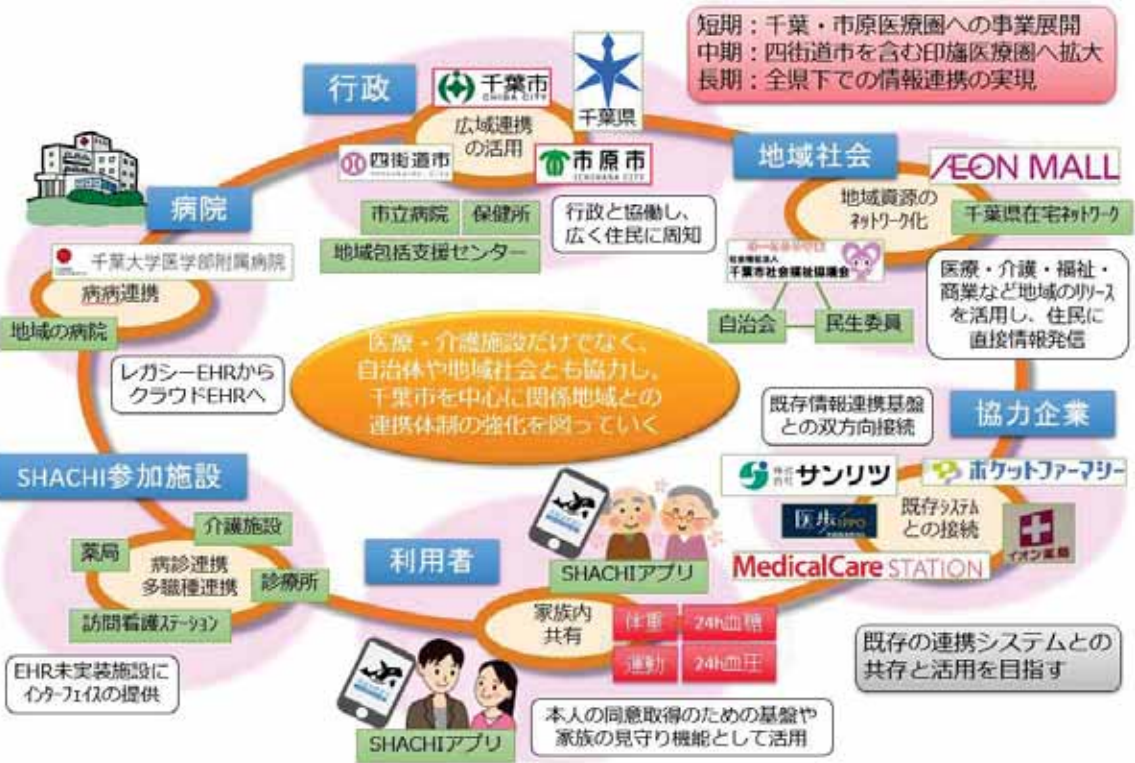 短期：千葉・市原医療圏への事業展開
中期：四街道市を含む印旛医療圏へ拡大
長期：全県下での情報連携の実現
行政
千葉市
CHIBA CITY
千葉県
広域連携
の活用
四街道市
市原市
ICHIHARA CITY
市立病院
保健所
地域包括支援センター
行政と協働し、
広く住民に周知
地域社会
ÆON MALL
地域資源の
ネットワーク化
千葉県在宅ネットワーク
社会福祉法人
千葉市社会福祉協議会
自治会
民生委員
医療・介護・福祉・
商業など地域のリソース
を活用し、住民に
直接情報発信
病院
千葉大学医学部附属病院
病病連携
地域の病院
レガシーEHRから
クラウドEHRへ
医療・介護施設だけでなく、
自治体や地域社会とも協力し、
千葉市を中心に関係地域との
連携体制の強化を図っていく
既存情報連携基盤
との双方向接続
協力企業
株式
会社
サンリツ
ポケットファーマシー
医歩IPPO
既存システム
との接続
イオン薬局
MedicalCare STATION
既存の連携システムとの
共存と活用を目指す
SHACHI参加施設
介護施設
薬局
病診連携
多職種連携
診療所
訪問看護ステーション
EHR未実装施設に
インターフェイスの提供
利用者
SHACHIアプリ
家族内
共有
体重
24h血糖
運動
24h血圧
SHACHIアプリ
本人の同意取得のための基盤や
家族の見守り機能として活用